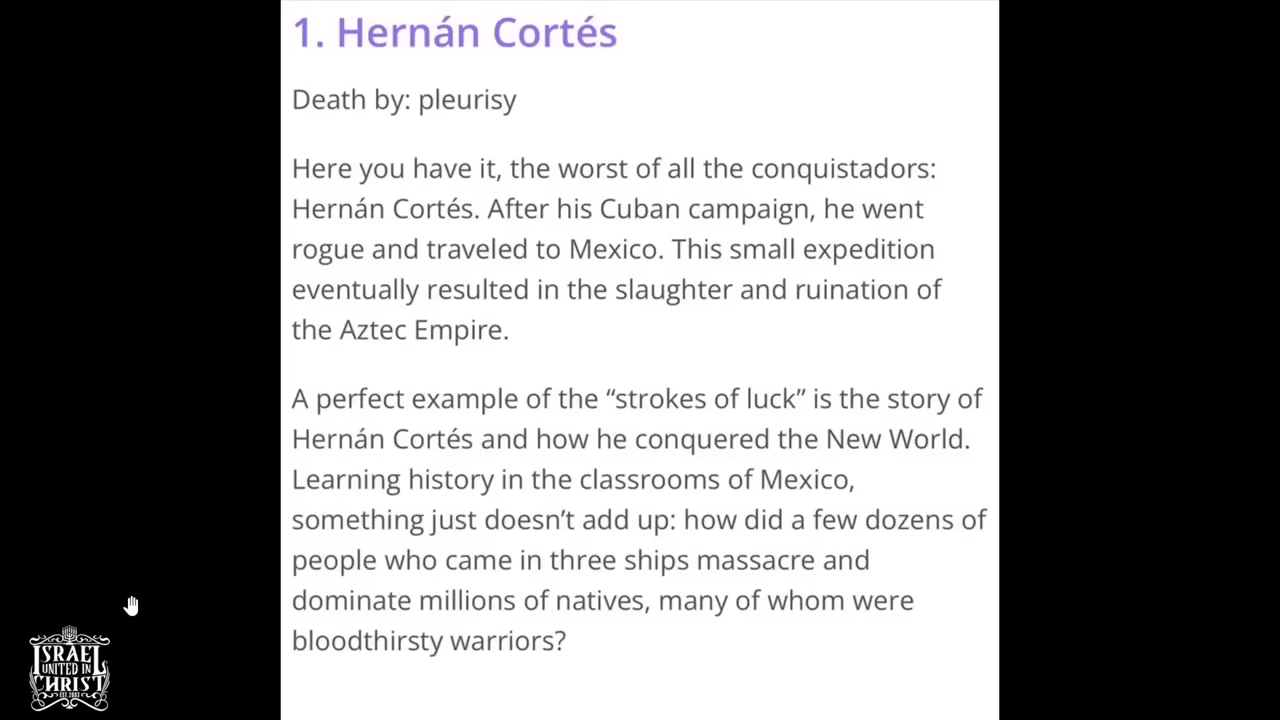 1. Hernán Cortés
Death by: pleurisy
Here you have it, the worst of all the conquistadors:
Hernán Cortés. After his Cuban campaign, he went
rogue and traveled to Mexico. This small expedition
eventually resulted in the slaughter and ruination of
the Aztec Empire.
A perfect example of the “strokes of luck” is the story of
Hernán Cortés and how he conquered the New World.
Learning history in the classrooms of Mexico,
something just doesn’t add up: how did a few dozens of
people who came in three ships massacre and
dominate millions of natives, many of whom were
bloodthirsty warriors?
ISRAEL
UNITED IN
CHRIST
EST. 2003